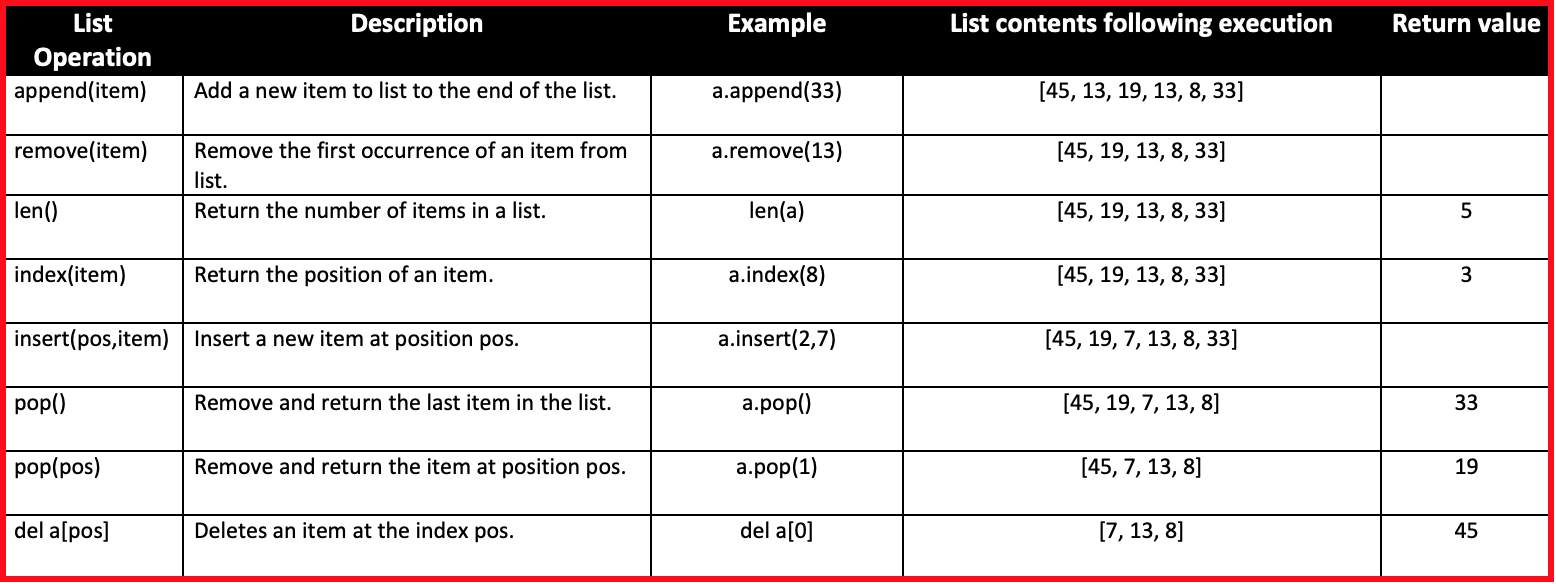 List Operation Description Example List contents following execution Return value
append(item) Add a new item to list to the end of the list. a.append(33) [45, 13, 19, 13, 8, 33]
remove(item) Remove the first occurrence of an item from list. a.remove(13) [45, 19, 13, 8, 33]
len() Return the number of items in a list. len(a) [45, 19, 13, 8, 33] 5
index(item) Return the position of an item. a.index(8) [45, 19, 13, 8, 33] 3
insert(pos,item) Insert a new item at position pos. a.insert(2,7) [45, 19, 7, 13, 8, 33]
pop() Remove and return the last item in the list. a.pop() [45, 19, 7, 13, 8] 33
pop(pos) Remove and return the item at position pos. a.pop(1) [45, 7, 13, 8] 19
del a[pos] Deletes an item at the index pos. del a[0] [7, 13, 8] 45